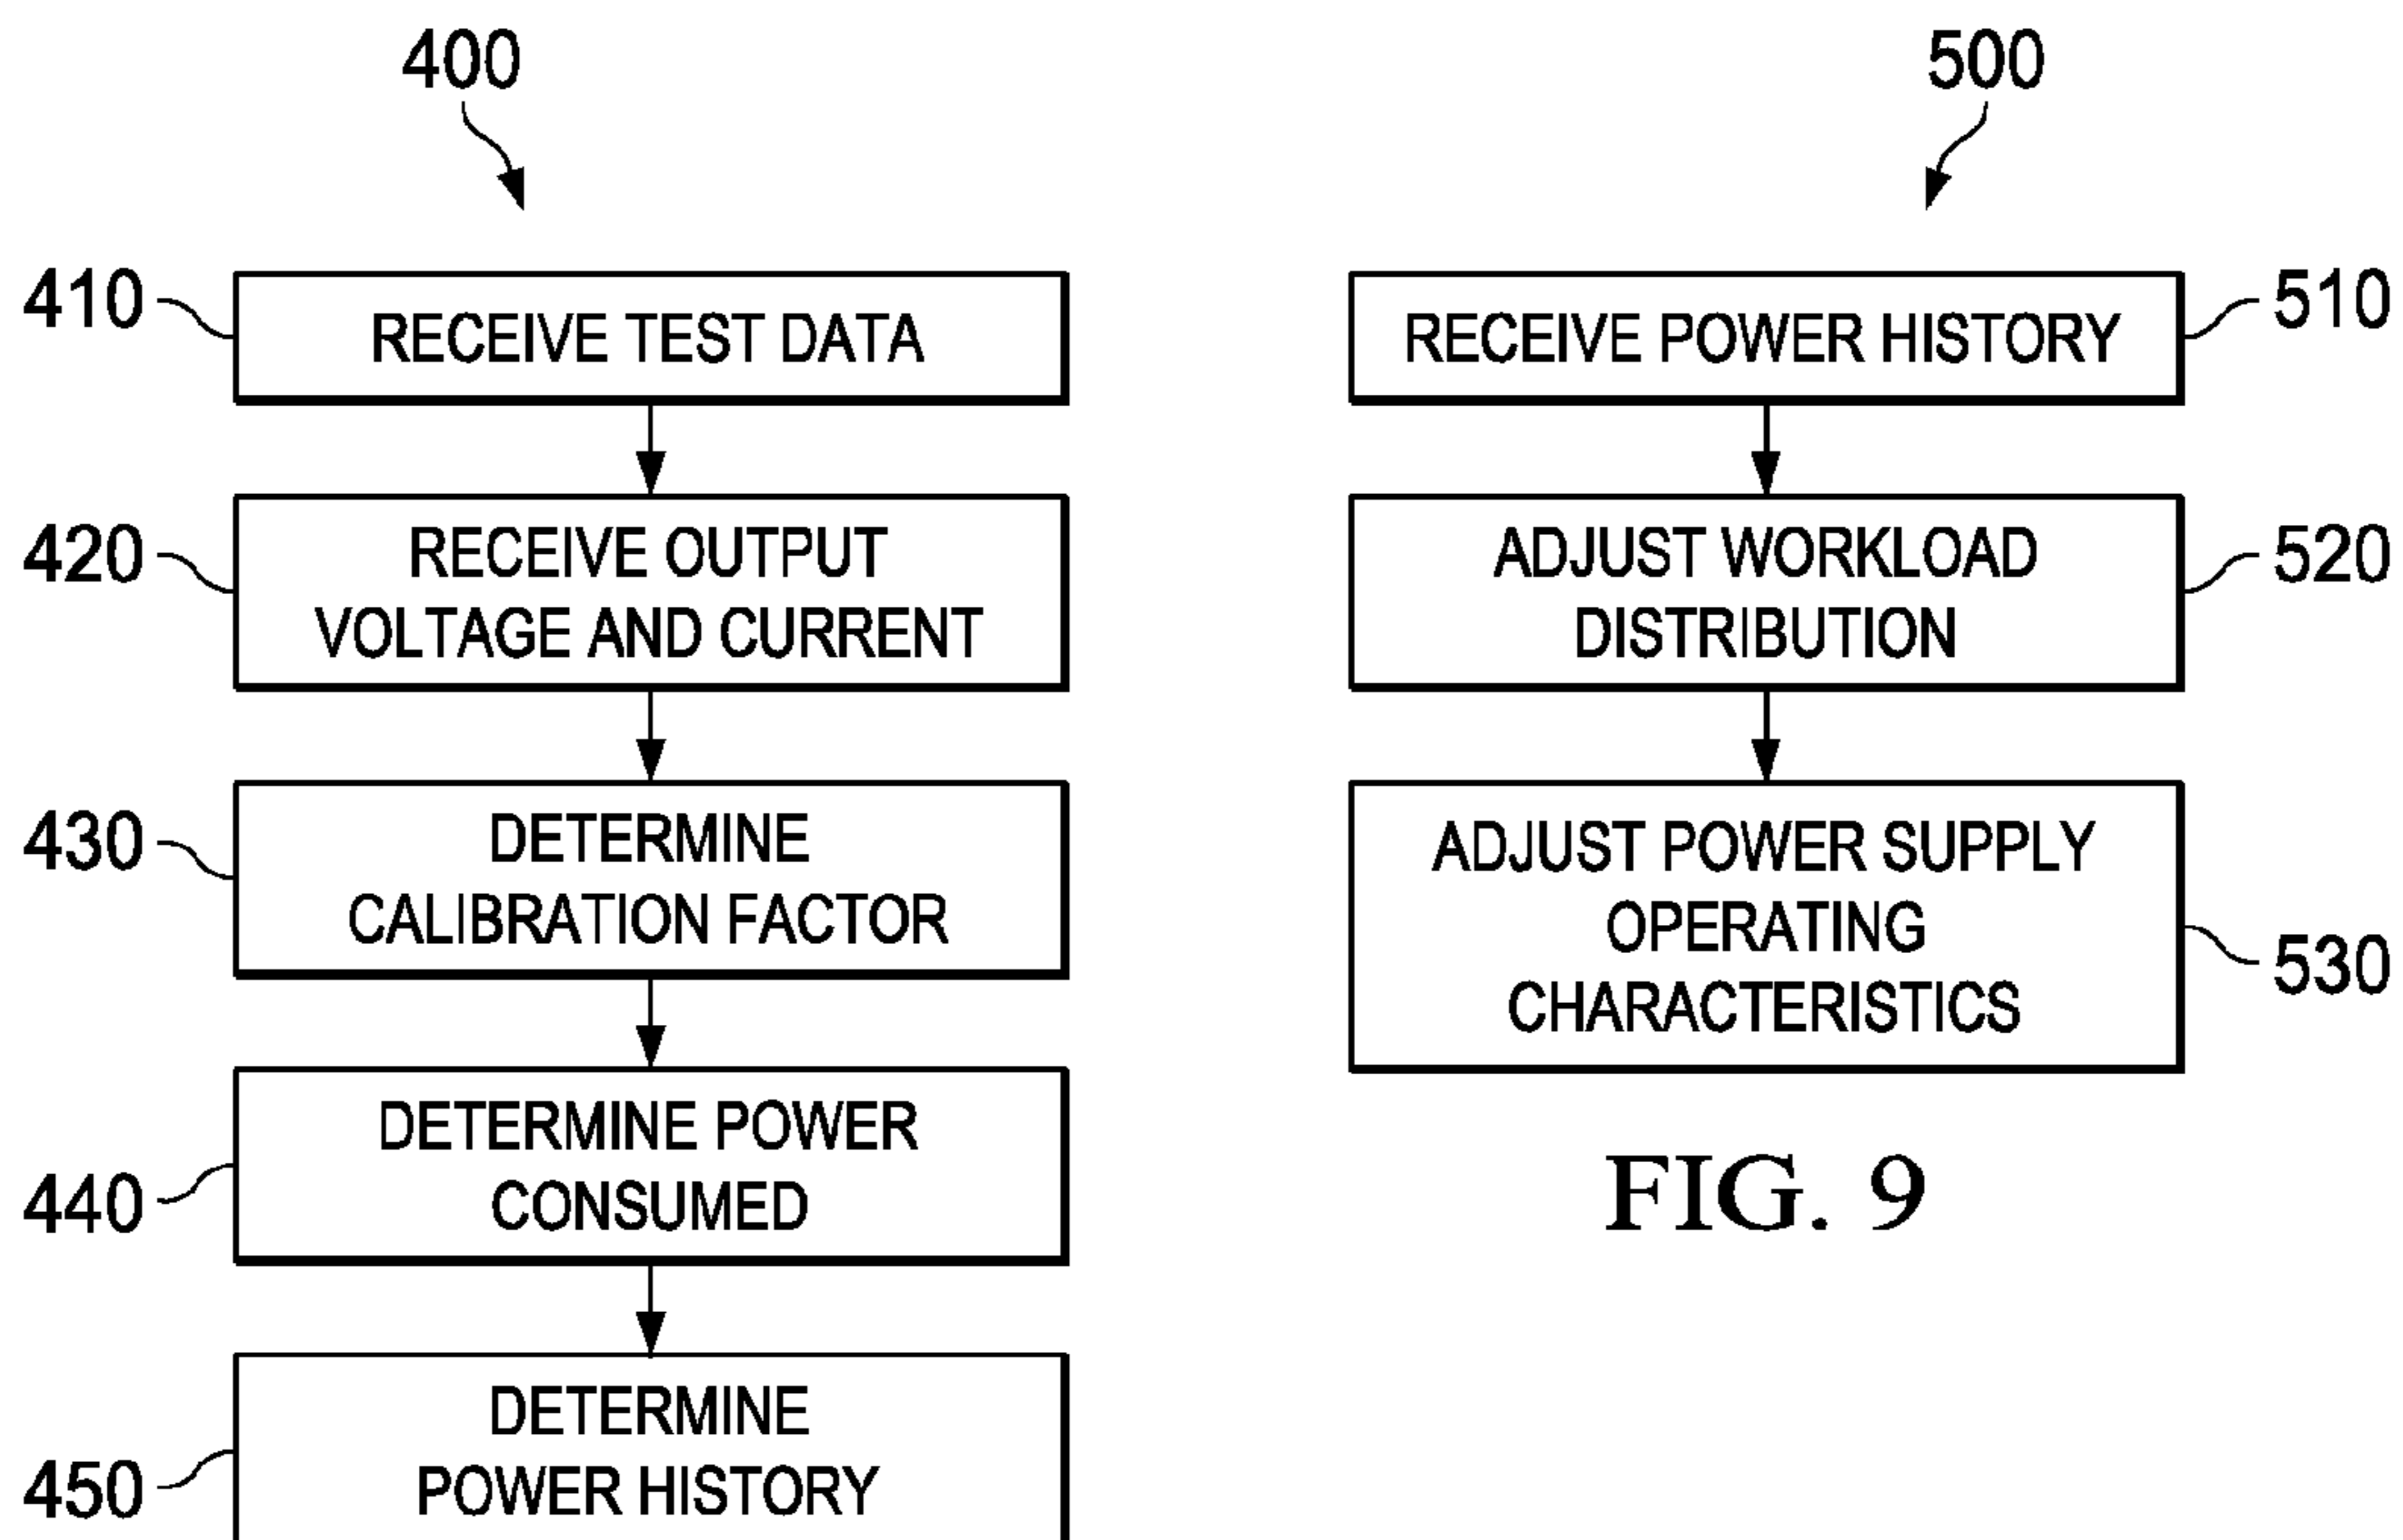 400
410
RECEIVE TEST DATA
420
RECEIVE OUTPUT
VOLTAGE AND CURRENT
430
DETERMINE
CALIBRATION FACTOR
440
DETERMINE POWER
CONSUMED
450
DETERMINE
POWER HISTORY
500
RECEIVE POWER HISTORY
510
ADJUST WORKLOAD
DISTRIBUTION
520
ADJUST POWER SUPPLY
OPERATING
CHARACTERISTICS
530
FIG. 9